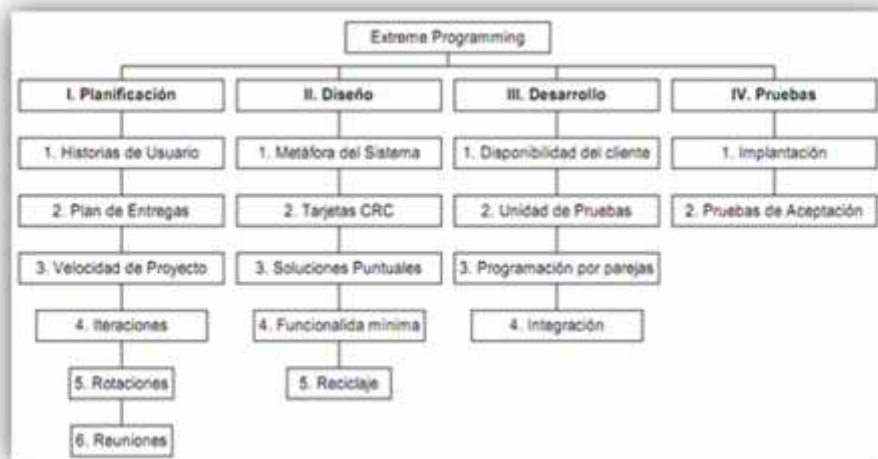 Extreme Programming
I. Planificación
II. Diseño
III. Desarrollo
IV. Pruebas
1. Historias de Usuario
1. Metáfora del Sistema
1. Disponibilidad del cliente
1. Implantación
2. Plan de Entregas
2. Tarjetas CRC
2. Unidad de Pruebas
2. Pruebas de Aceptación
3. Velocidad de Proyecto
3. Soluciones Puntuales
3. Programación por parejas
4. Iteraciones
4. Funcionalida mínima
4. Integración
5. Rotaciones
5. Reciclaje
6. Reuniones